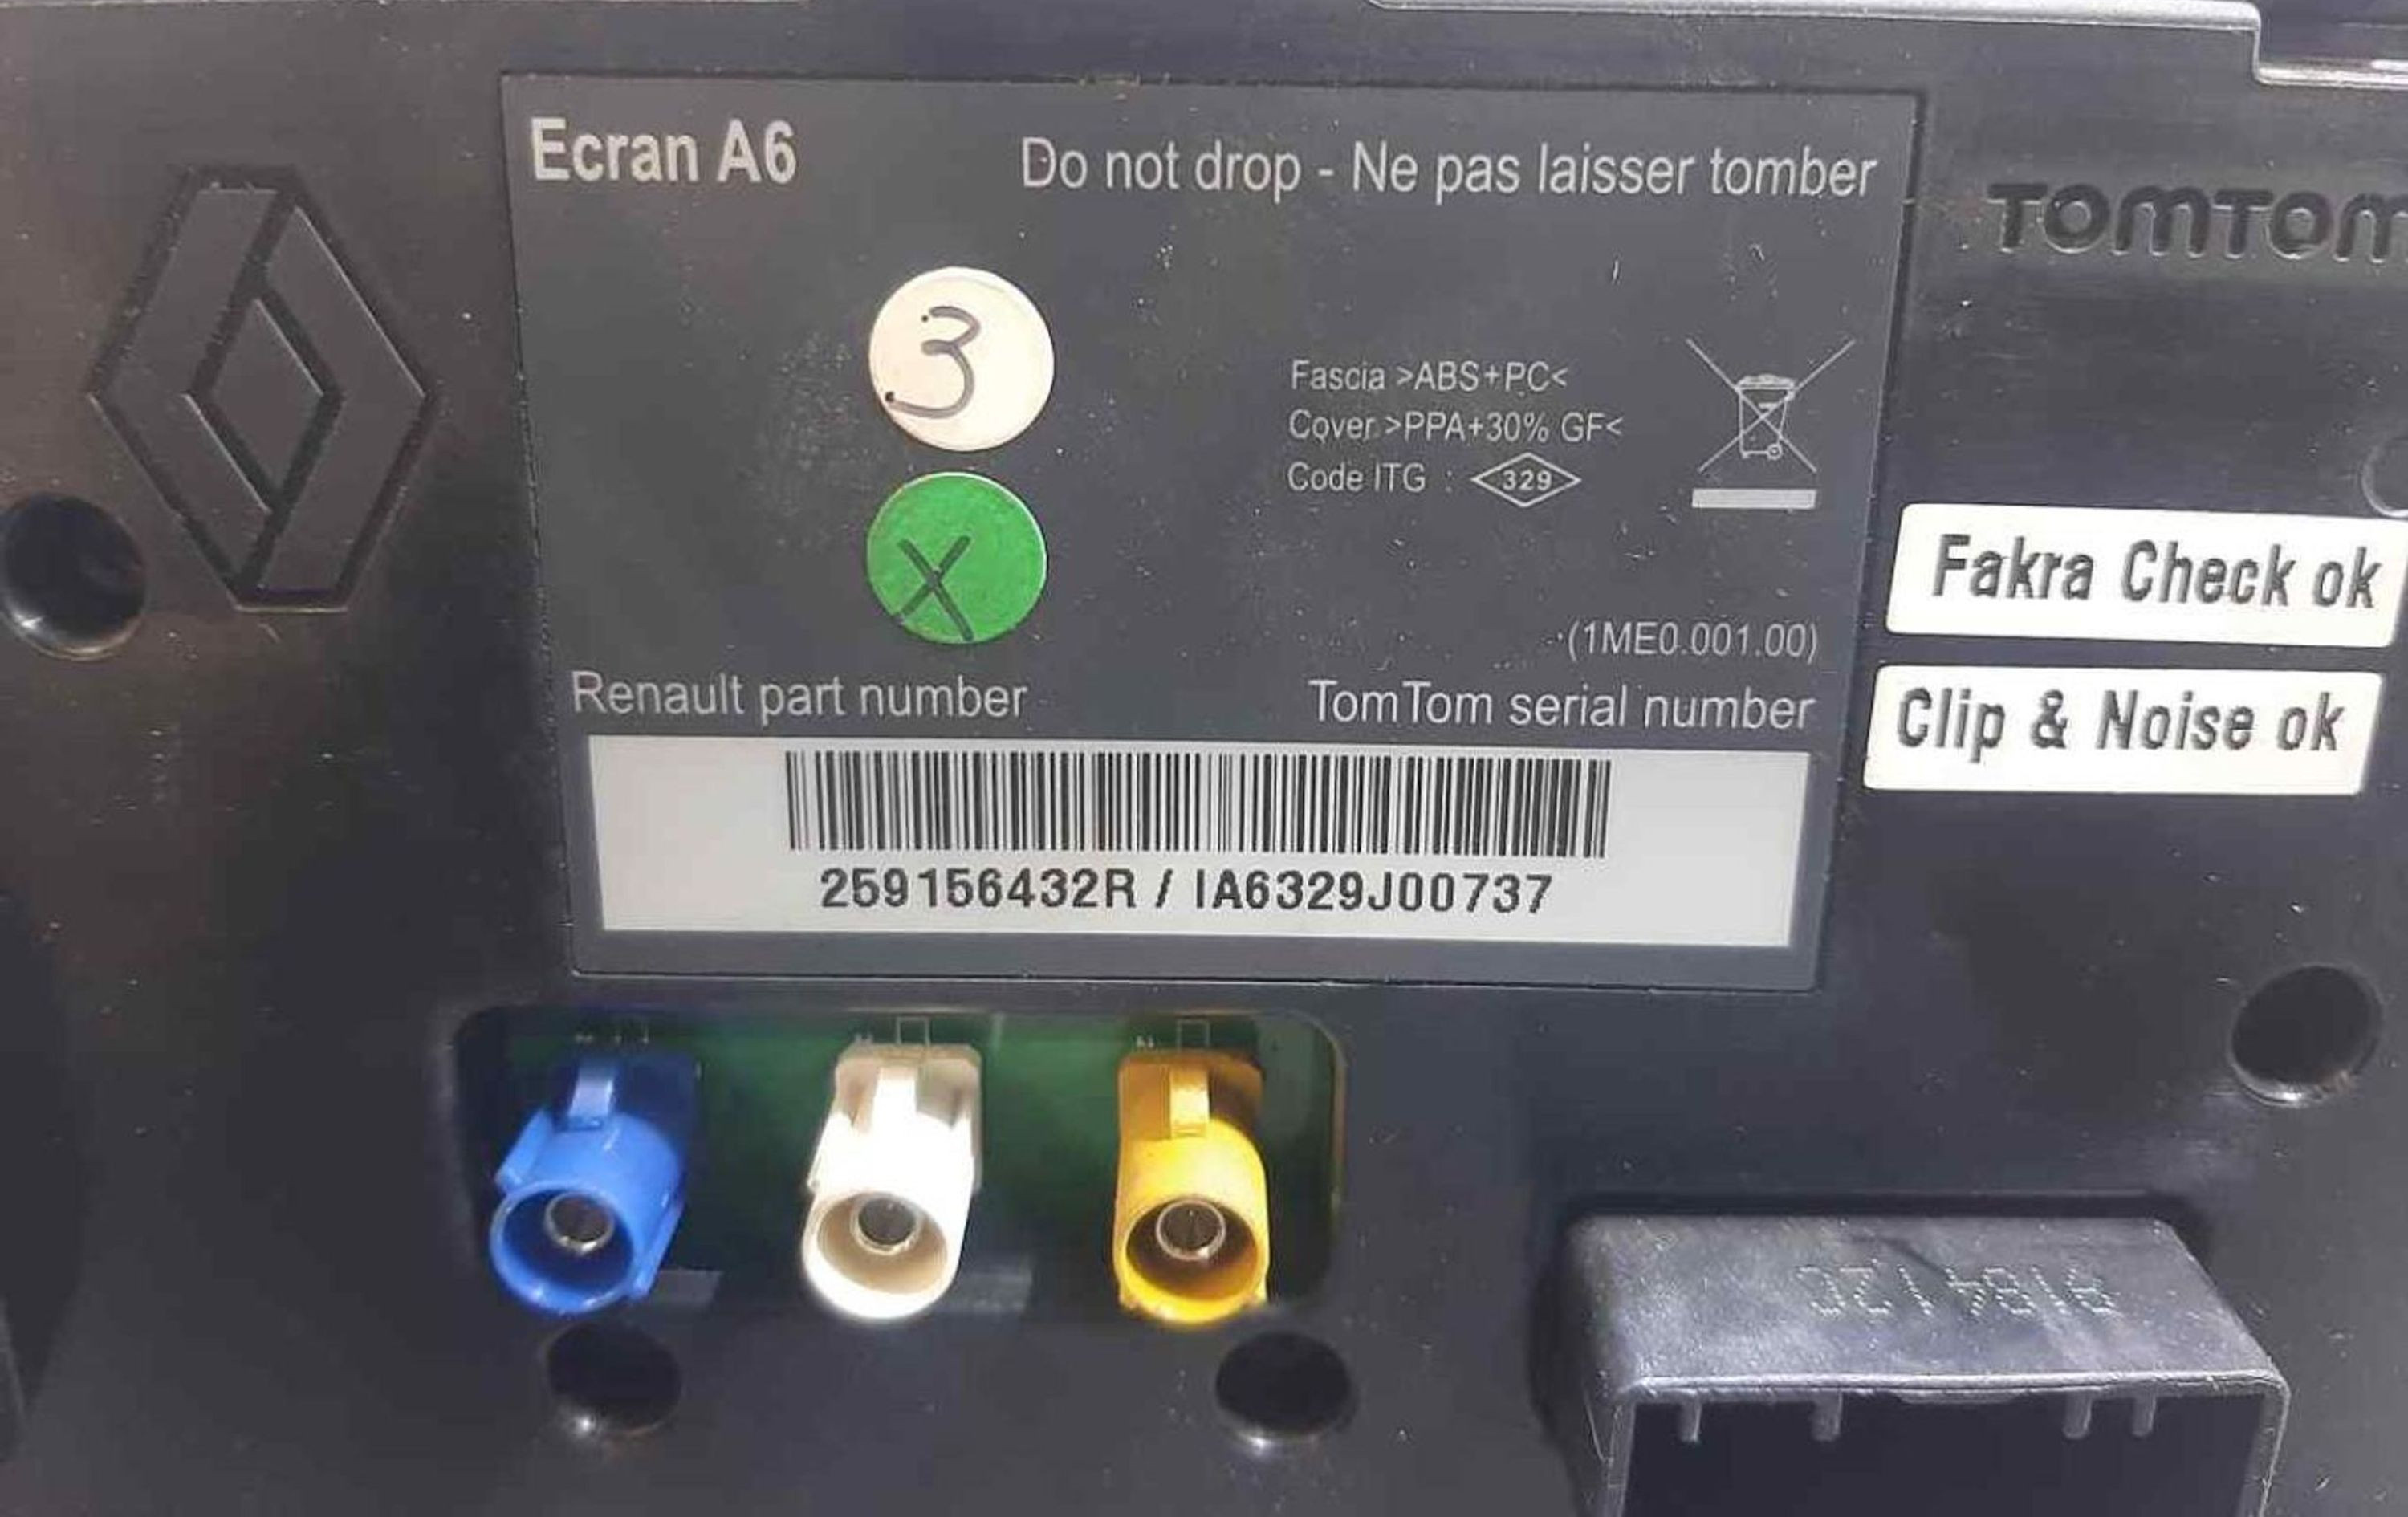 Ecran A6
Do not drop - Ne pas laisser tomber
TOMTOM
3
Fascia >ABS+PC<
Cover >PPA+30% GF<
Code ITG : 329
X
Fakra Check ok
(1ME0.001.00)
Renault part number
TomTom serial number
Clip & Noise ok
259156432R / IA6329J00737